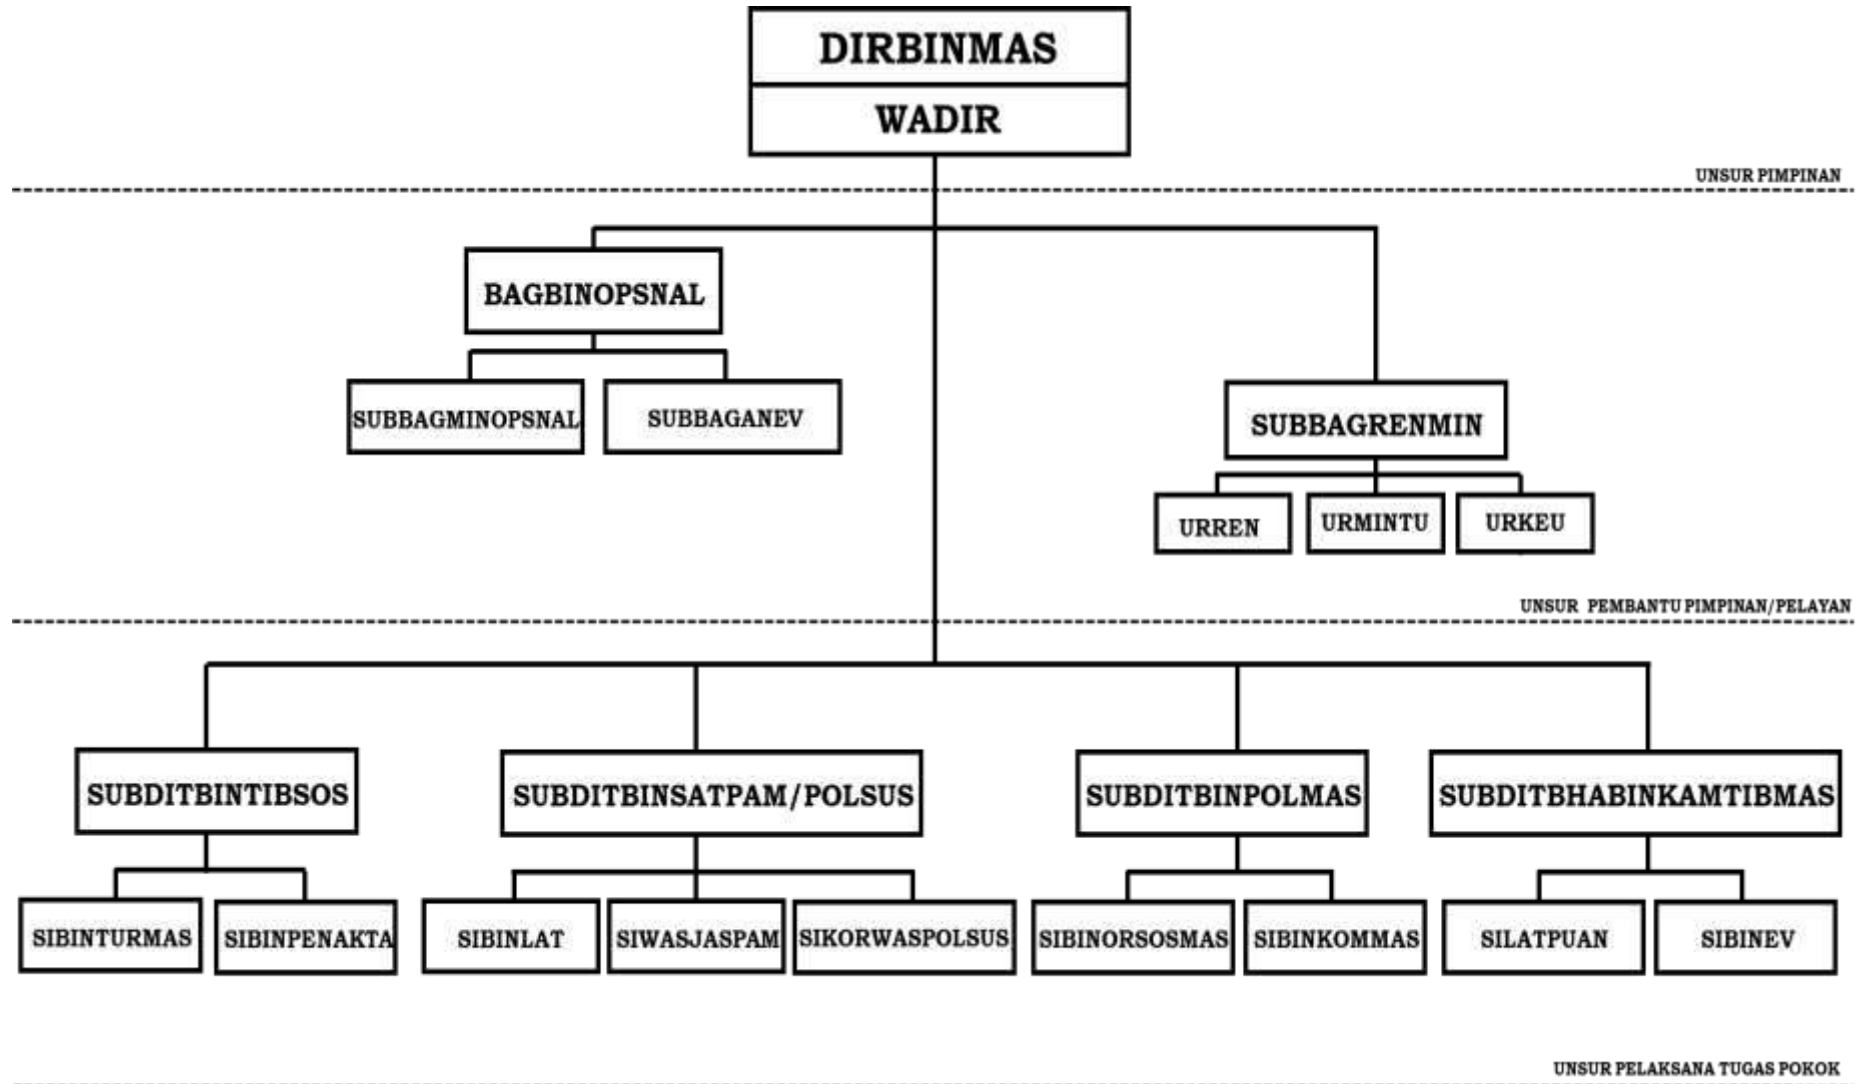 DIRBINMAS
WADIR
UNSUR PIMPINAN
BAGBINOPSNAL
SUBBAGMINOPSNAL
SUBBAGANEV
SUBBAGRENMIN
URREN
URMINTU
URKEU
UNSUR PEMBANTU PIMPINAN/PELAYAN
SUBDITBINTIBSOS
SUBDITBINSATPAM/POLSUS
SUBDITBINPOLMAS
SUBDITBHABINKAMTIBMAS
SIBINTURMAS
SIBINPENAKTA
SIBINLAT
SIWASJASPAM
SIKORWASPOLSUS
SIBINORSOSMAS
SIBINKOMMAS
SILATPUAN
SIBINEV
UNSUR PELAKSANA TUGAS POKOK